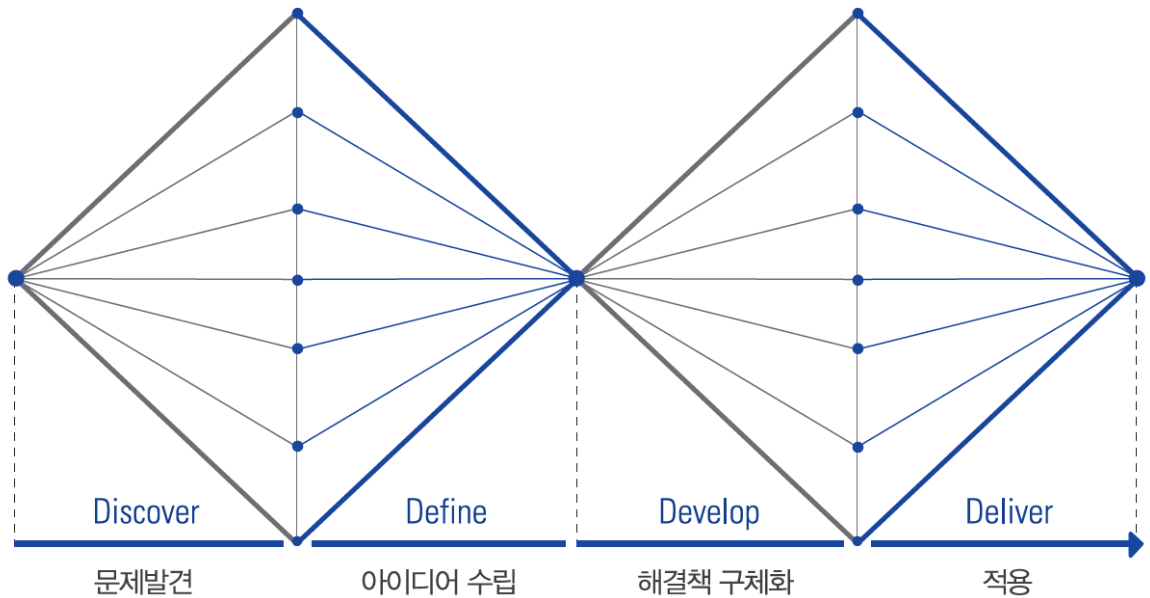 Discover
Define
Develop
Deliver
문제발견
아이디어 수립
해결책 구체화
적용